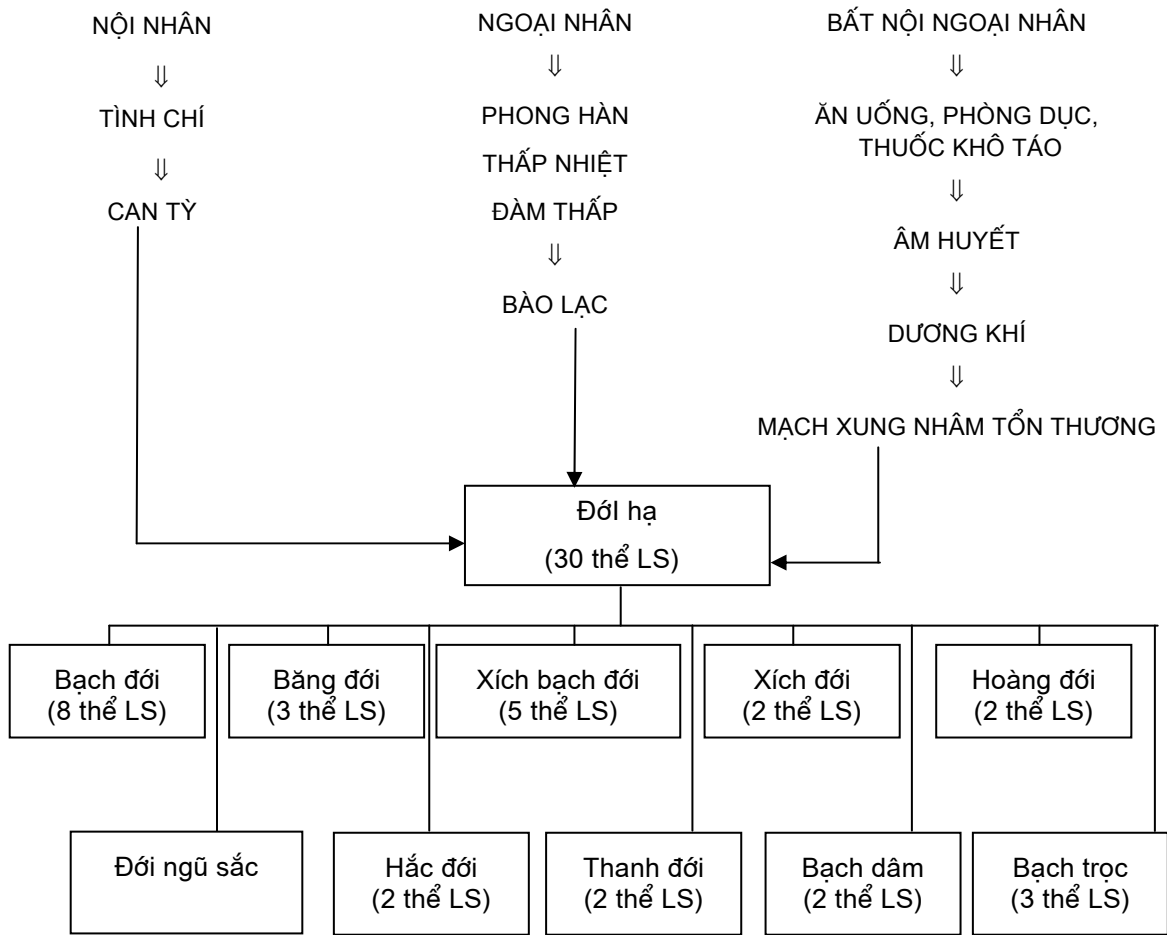 NỘI NHÂN
⇓
TÌNH CHÍ
⇓
CAN TỲ
NGOẠI NHÂN
⇓
PHONG HÀN
THẤP NHIỆT
ĐÀM THẤP
⇓
BÀO LẠC
BẤT NỘI NGOẠI NHÂN
⇓
ĂN UỐNG, PHÒNG DỤC,
THUỐC KHÔ TÁO
⇓
ÂM HUYẾT
⇓
DƯƠNG KHÍ
⇓
MẠCH XUNG NHÂM TỔN THƯƠNG
ĐớI hạ
(30 thể LS)
Bạch đới
(8 thể LS)
Băng đới
(3 thể LS)
Xích bạch đới
(5 thể LS)
Xích đới
(2 thể LS)
Hoàng đới
(2 thể LS)
Đới ngũ sắc
Hắc đới
(2 thể LS)
Thanh đới
(2 thể LS)
Bạch dâm
(2 thể LS)
Bạch trọc
(3 thể LS)